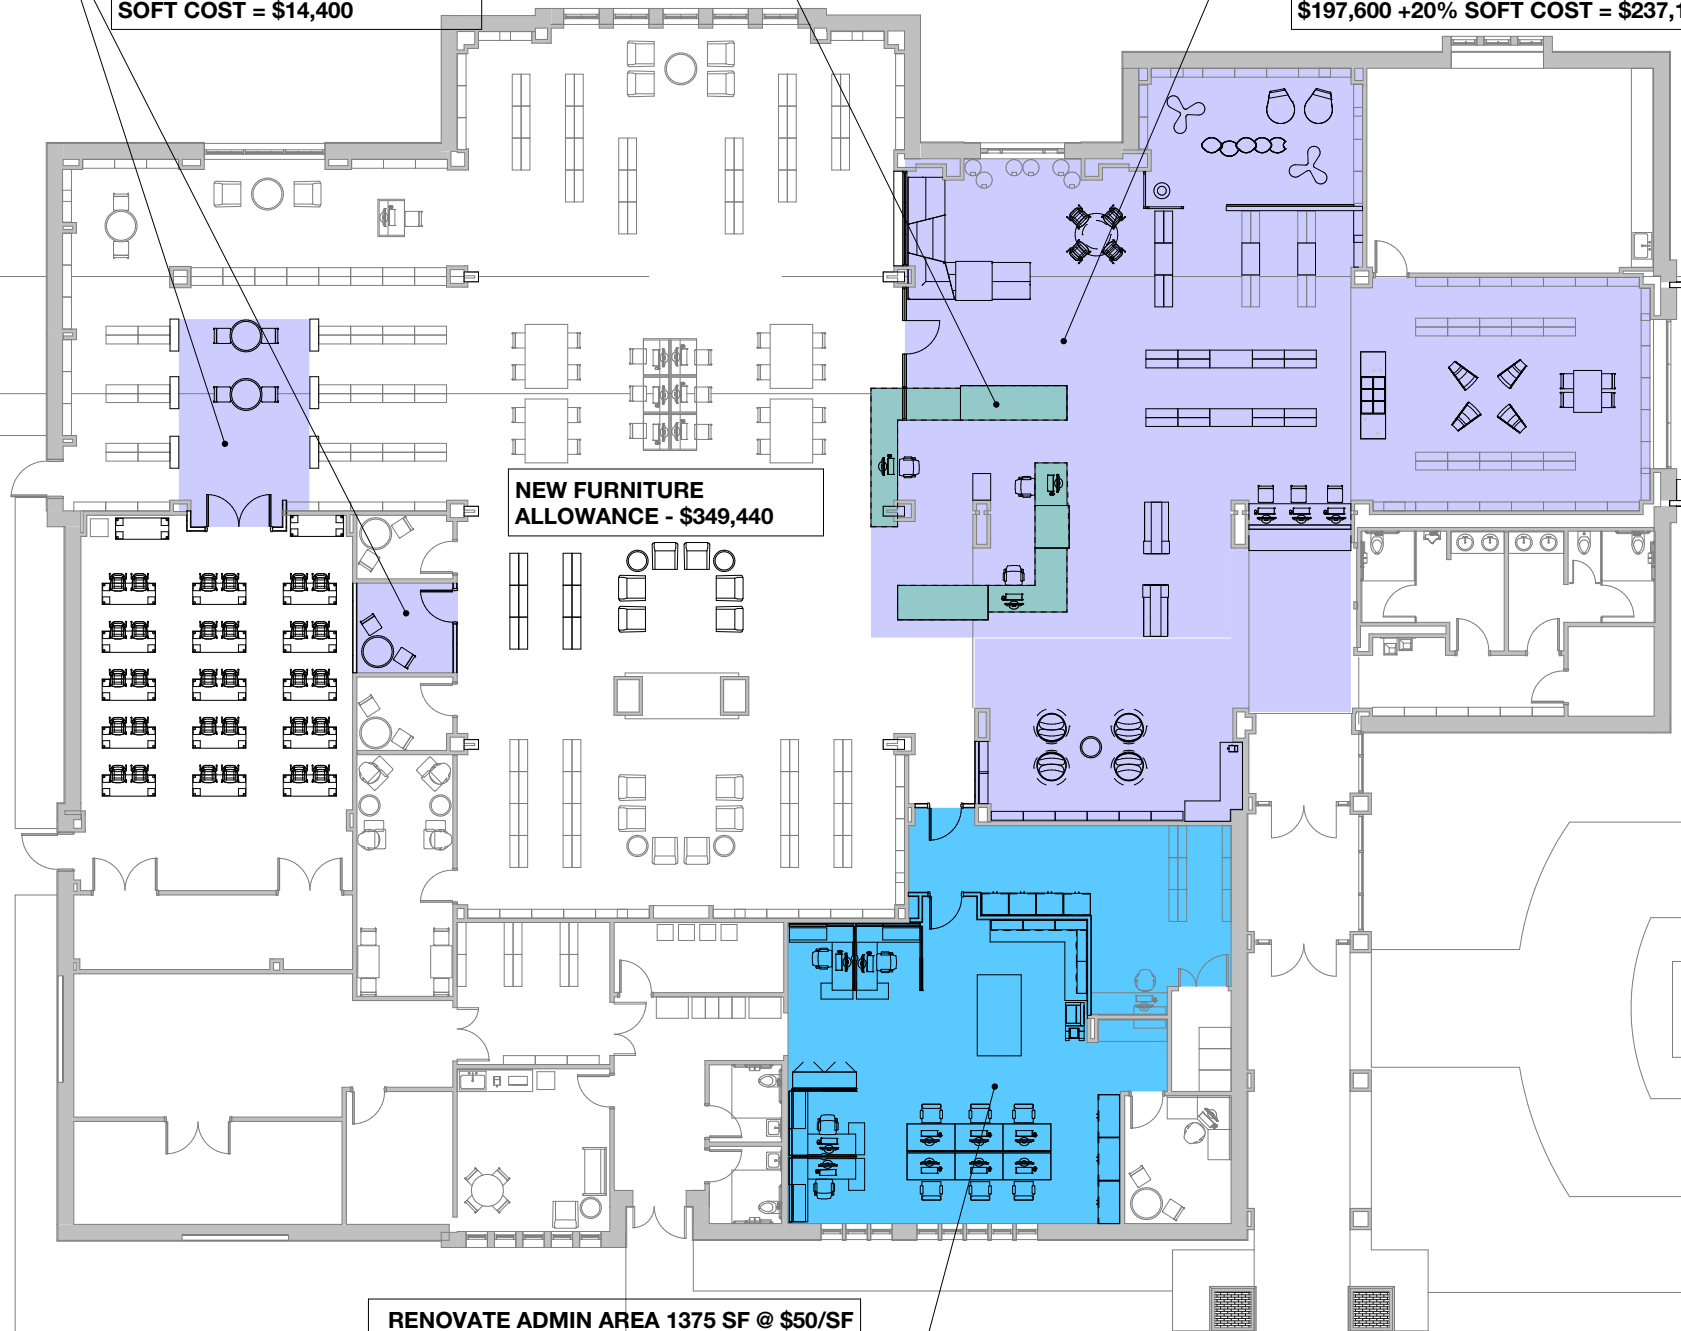 SOFT COST = $14,400
$197,600 +20% SOFT COST = $237,1
NEW FURNITURE
ALLOWANCE - $349,440
RENOVATE ADMIN AREA 1375 SF @ $50/SF